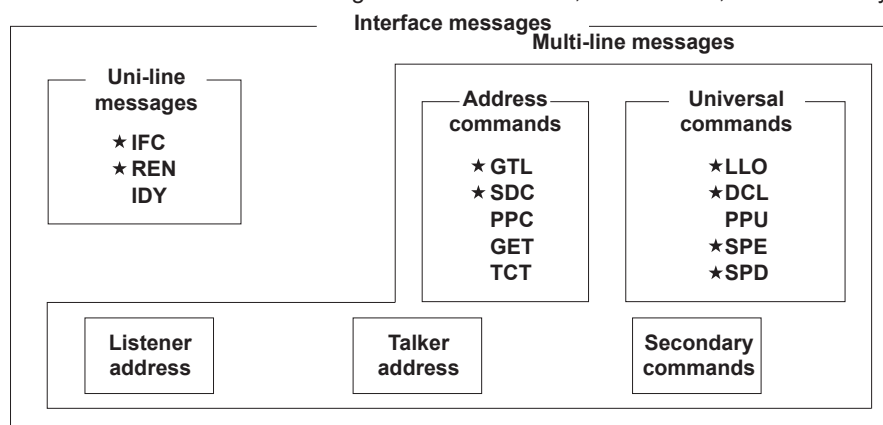 Interface messages
Multi-line messages
Uni-line
messages
★ IFC
★ REN
IDY
Address
commands
★ GTL
★ SDC
PPC
GET
TCT
Universal
commands
★LLO
★DCL
PPU
★SPE
★SPD
Listener
address
Talker
address
Secondary
commands